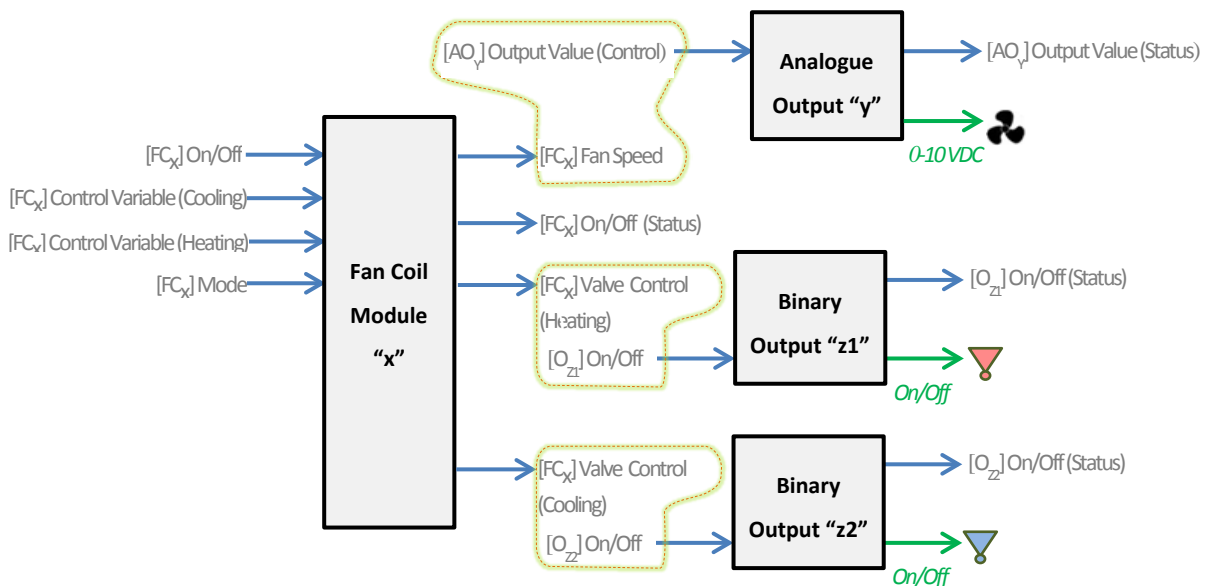 [AOY] Output Value (Control)
Analogue
Output “y”
[AOY] Output Value (Status)
0-10 VDC
[FCX] On/Off
[FCX] Control Variable (Cooling)
[FCX] Control Variable (Heating)
[FCX] Mode
Fan Coil
Module
“x”
[FCX] Fan Speed
[FCX] On/Off (Status)
[FCX] Valve Control
(Heating)
[OZ1] On/Off
Binary
Output “z1”
[OZ1] On/Off (Status)
On/Off
[FCX] Valve Control
(Cooling)
[OZ2] On/Off
Binary
Output “z2”
[OZ2] On/Off (Status)
On/Off